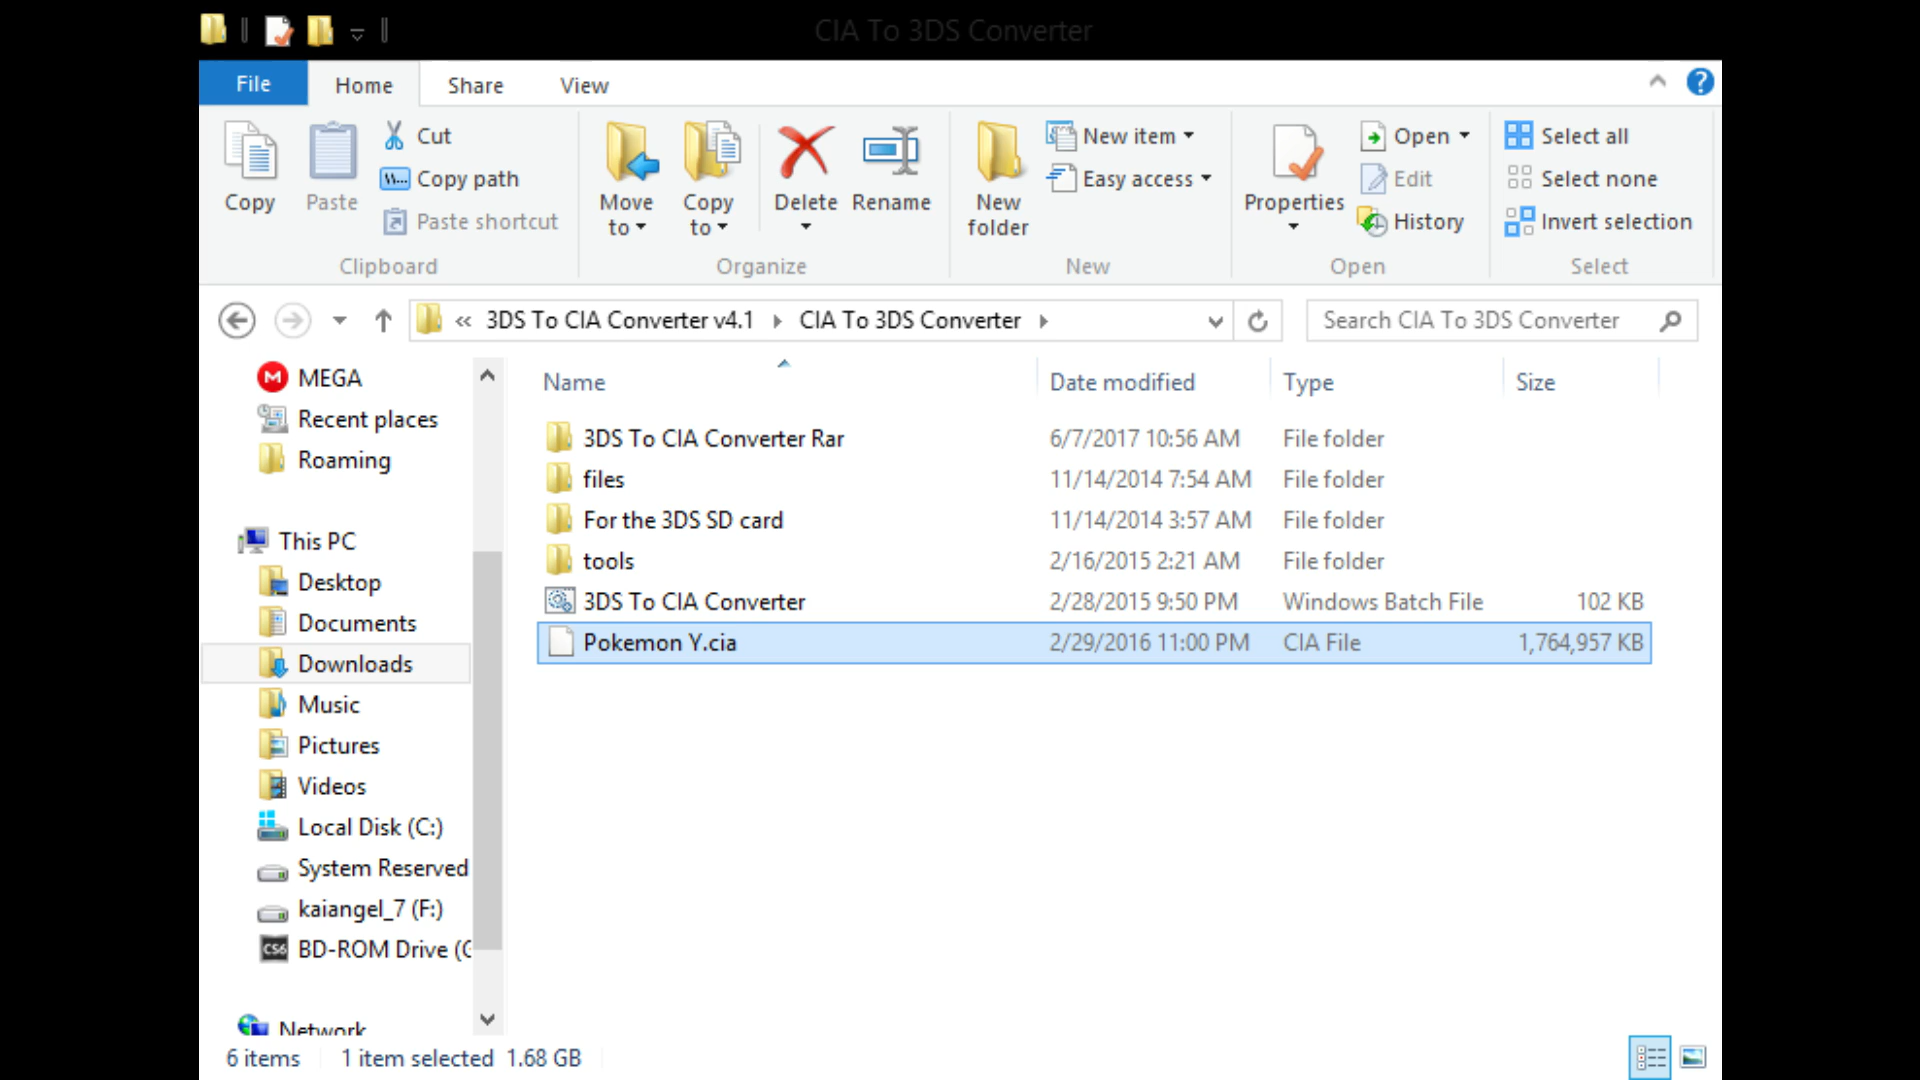 CIA To 3DS Converter
File Home Share View
Copy
Paste
Cut
Copy path
Paste shortcut
Clipboard
Move to
Copy to
Delete
Rename
Organize
New folder
New item
Easy access
New
Properties
Open
Edit
History
Open
Select all
Select none
Invert selection
Select
« 3DS To CIA Converter v4.1 CIA To 3DS Converter
Search CIA To 3DS Converter
MEGA
Recent places
Roaming
This PC
Desktop
Documents
Downloads
Music
Pictures
Videos
Local Disk (C:)
System Reserved
kaiangel_7 (F:)
CS6 BD-ROM Drive (G
Network
Name Date modified Type Size
3DS To CIA Converter Rar 6/7/2017 10:56 AM File folder
files 11/14/2014 7:54 AM File folder
For the 3DS SD card 11/14/2014 3:57 AM File folder
tools 2/16/2015 2:21 AM File folder
3DS To CIA Converter 2/28/2015 9:50 PM Windows Batch File 102 KB
Pokemon Y.cia 2/29/2016 11:00 PM CIA File 1,764,957 KB
6 items 1 item selected 1.68 GB